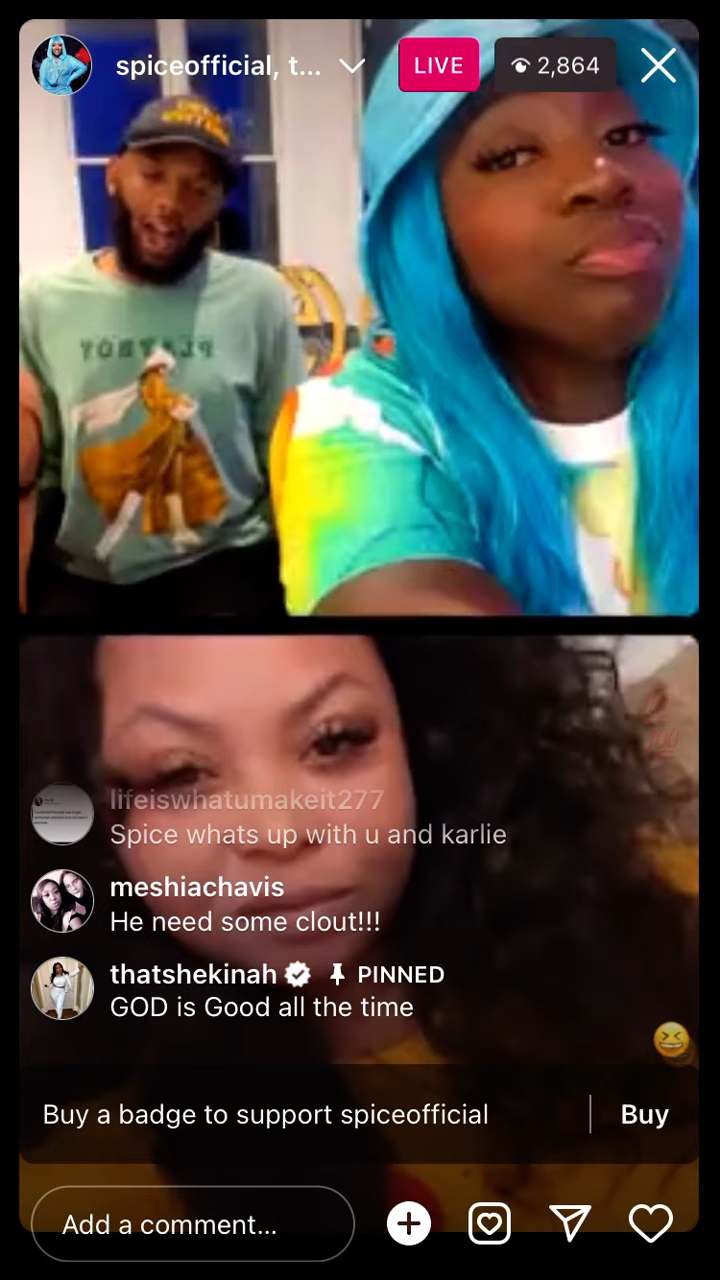 spiceofficial, t...
LIVE
2,864
PLAYBOY
lifeiswhatumakeit277
Spice whats up with u and karlie
meshiachavis
He need some clout!!!
thatshekinah PINNED
GOD is Good all the time
Buy a badge to support spiceofficial
Buy
Add a comment...